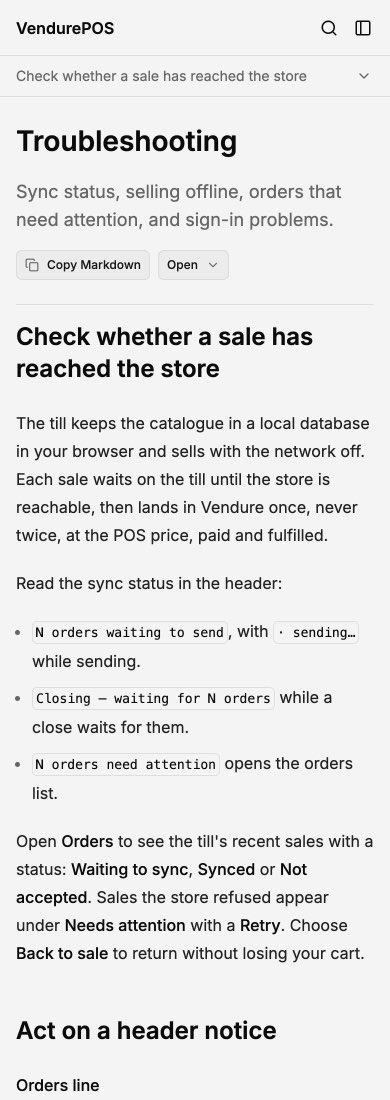 VendurePOS
Check whether a sale has reached the store
Troubleshooting
Sync status, selling offline, orders that
need attention, and sign-in problems.
Copy Markdown
Open
Check whether a sale has
reached the store
The till keeps the catalogue in a local database
in your browser and sells with the network off.
Each sale waits on the till until the store is
reachable, then lands in Vendure once, never
twice, at the POS price, paid and fulfilled.
Read the sync status in the header:
• N orders waiting to send, with · sending…
while sending.
• Closing — waiting for N orders while a
close waits for them.
• N orders need attention opens the orders
list.
Open Orders to see the till's recent sales with a
status: Waiting to sync, Synced or Not
accepted. Sales the store refused appear
under Needs attention with a Retry. Choose
Back to sale to return without losing your cart.
Act on a header notice
Orders line